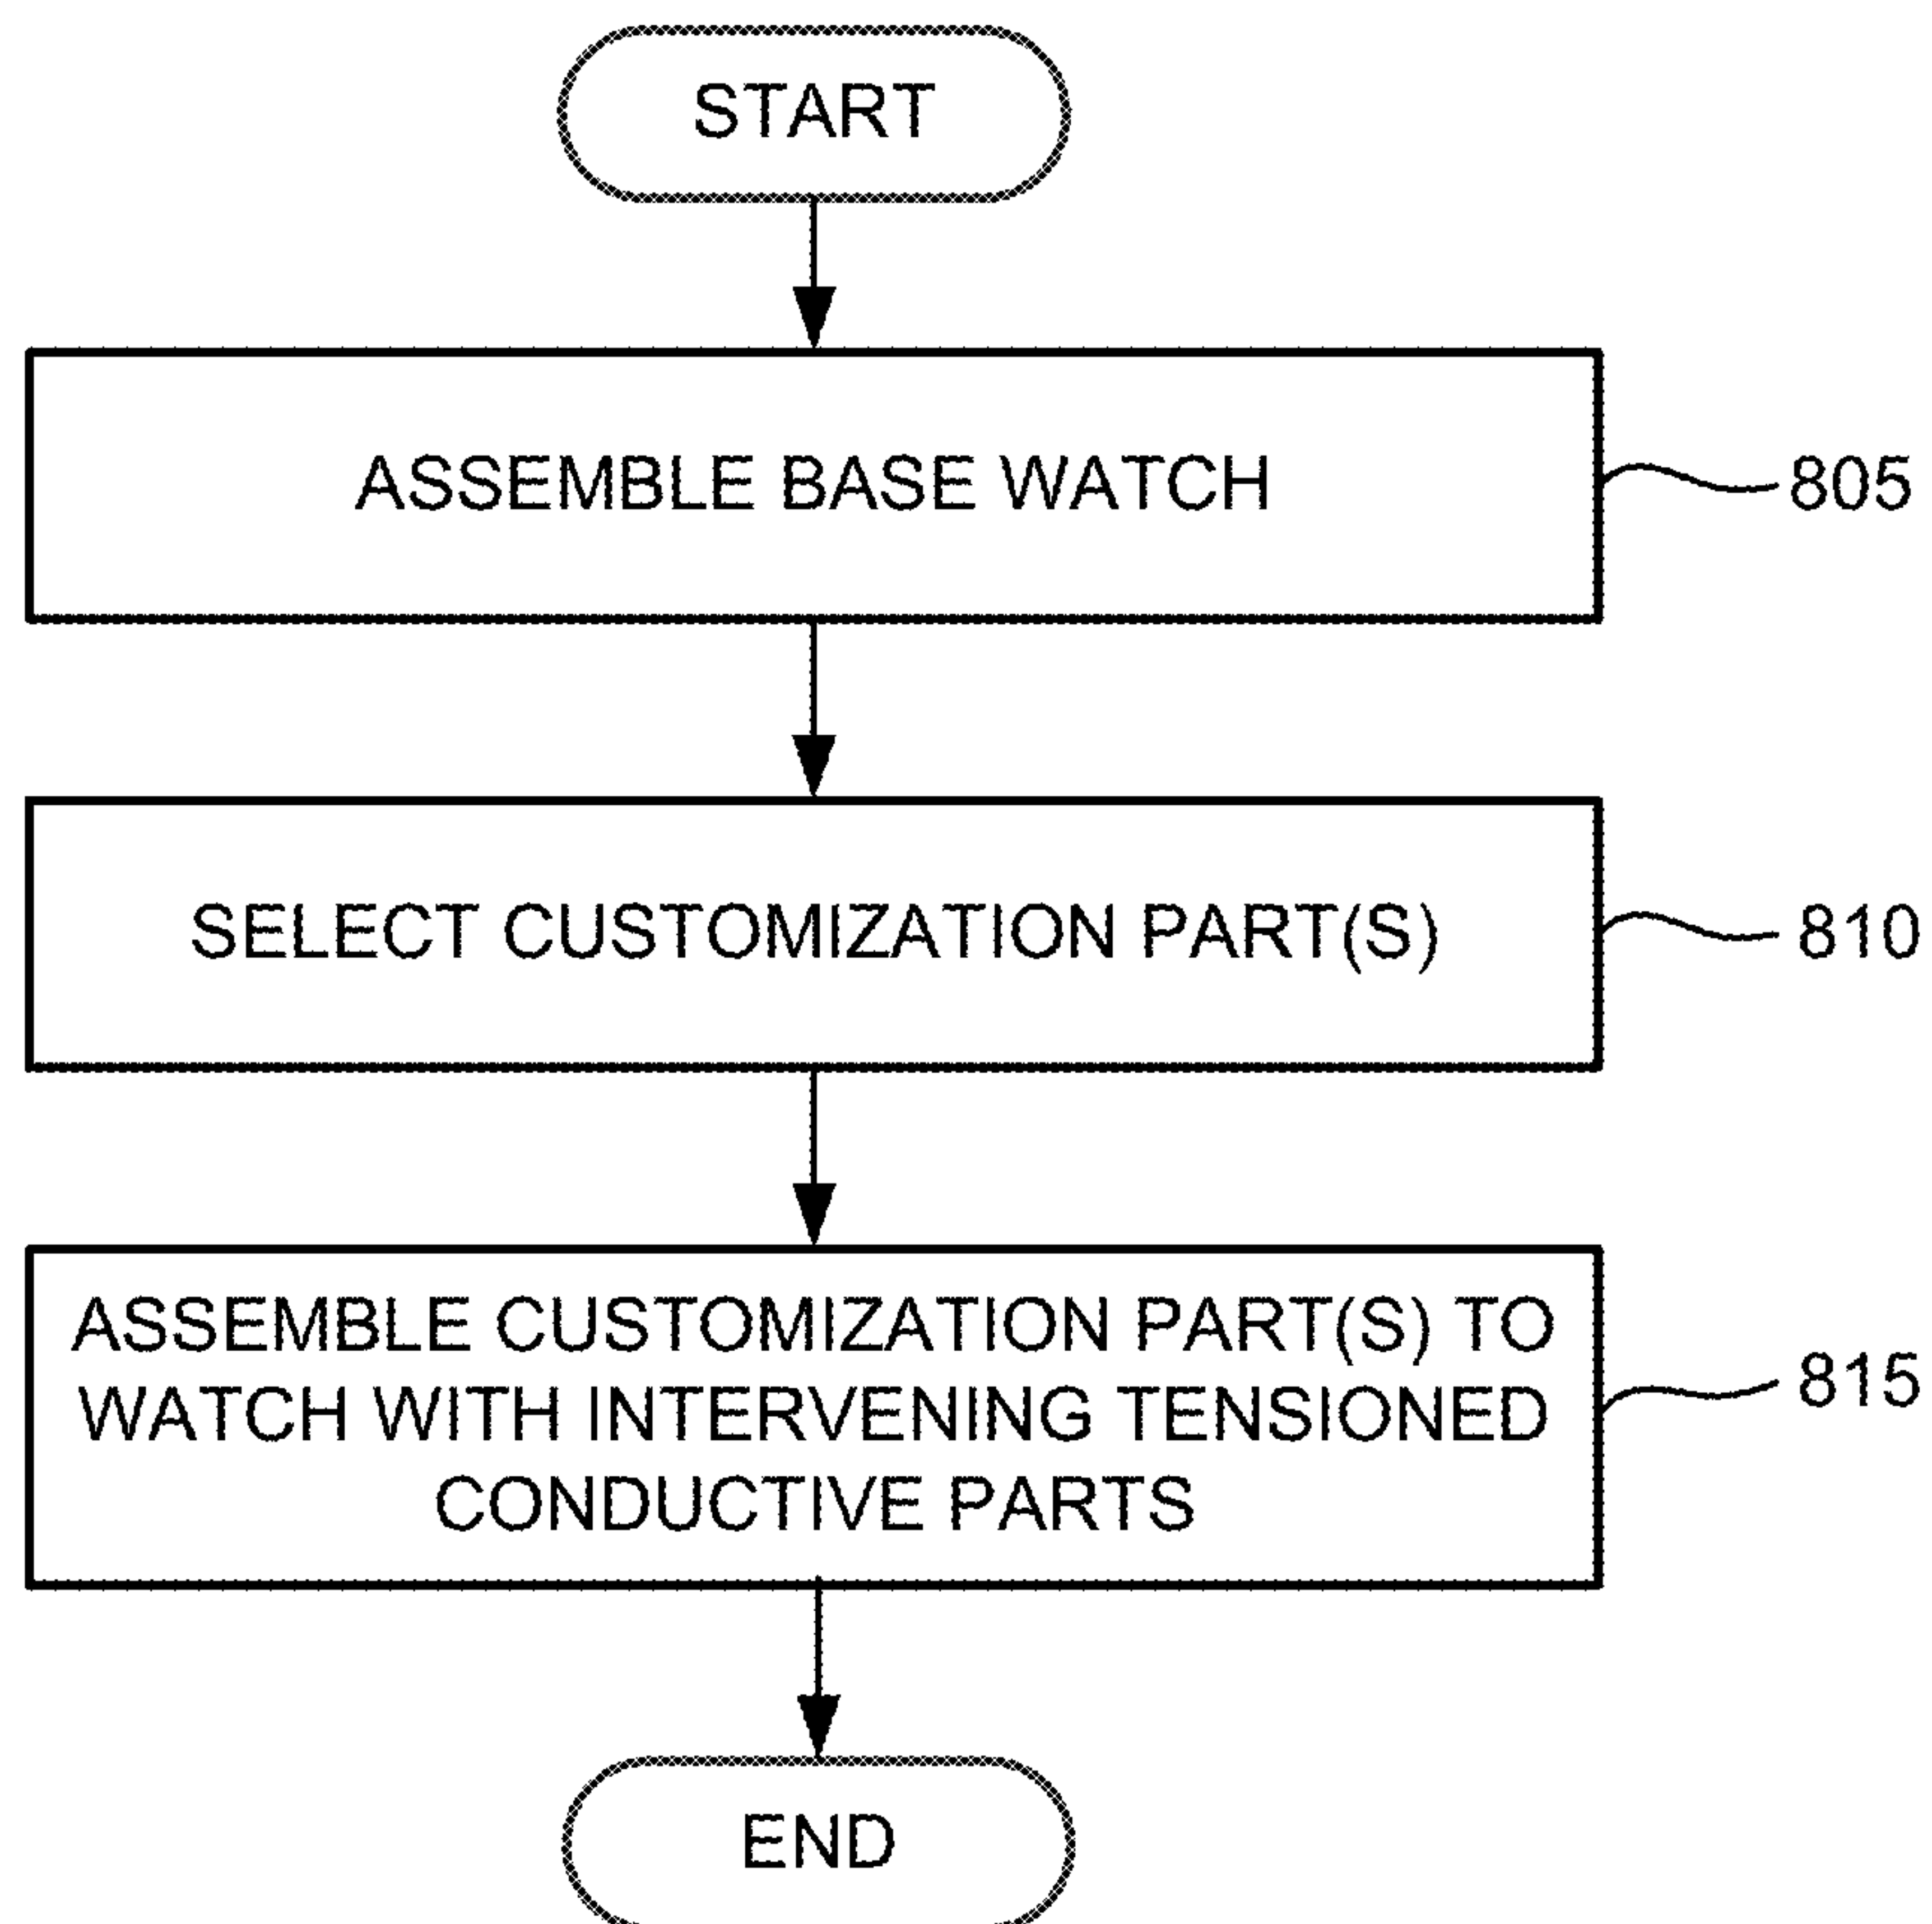 START
ASSEMBLE BASE WATCH
805
SELECT CUSTOMIZATION PART(S)
810
ASSEMBLE CUSTOMIZATION PART(S) TO
WATCH WITH INTERVENING TENSIONED
CONDUCTIVE PARTS
815
END